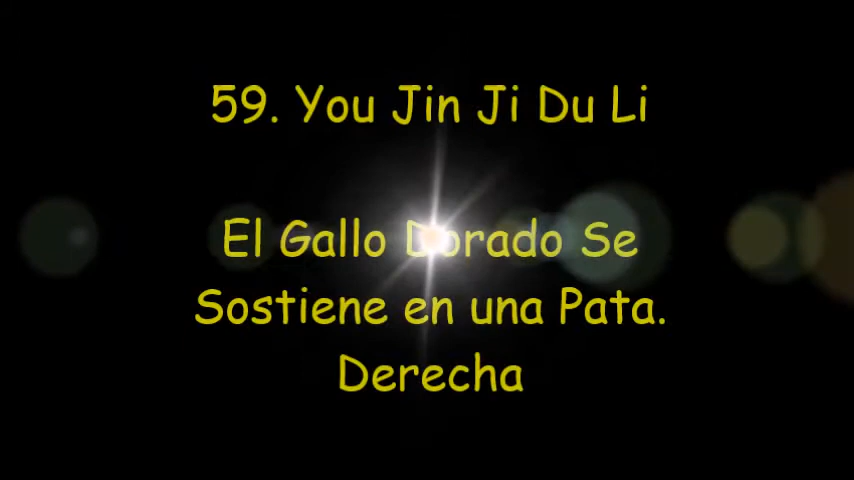 59. You Jin Ji Du Li
El Gallo Dorado Se
Sostiene en una Pata.
Derecha